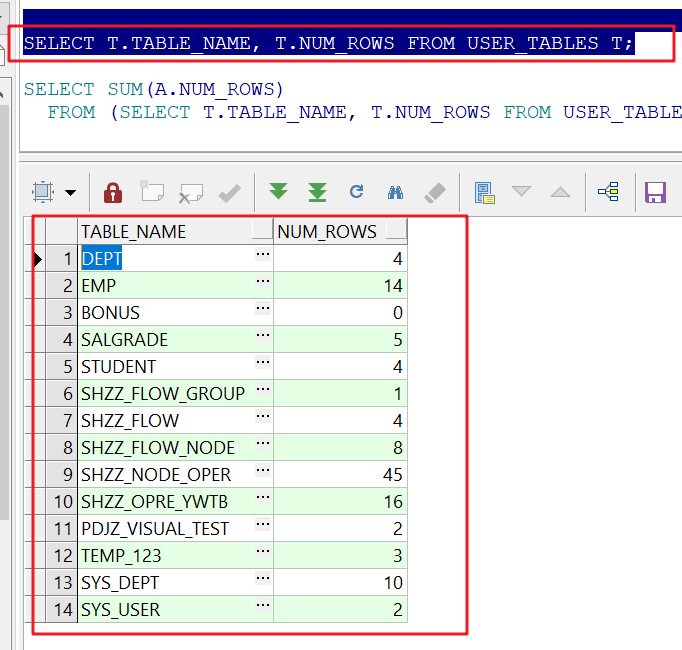 SELECT T.TABLE_NAME, T.NUM_ROWS FROM USER_TABLES T;
SELECT SUM(A.NUM_ROWS)
FROM (SELECT T.TABLE_NAME, T.NUM_ROWS FROM USER_TABLE
TABLE_NAME NUM_ROWS
1 DEPT ... 4
2 EMP ... 14
3 BONUS ... 0
4 SALGRADE ... 5
5 STUDENT ... 4
6 SHZZ_FLOW_GROUP ... 1
7 SHZZ_FLOW ... 4
8 SHZZ_FLOW_NODE ... 8
9 SHZZ_NODE_OPER ... 45
10 SHZZ_OPRE_YWTB ... 16
11 PDJZ_VISUAL_TEST ... 2
12 TEMP_123 ... 3
13 SYS_DEPT ... 10
14 SYS_USER ... 2